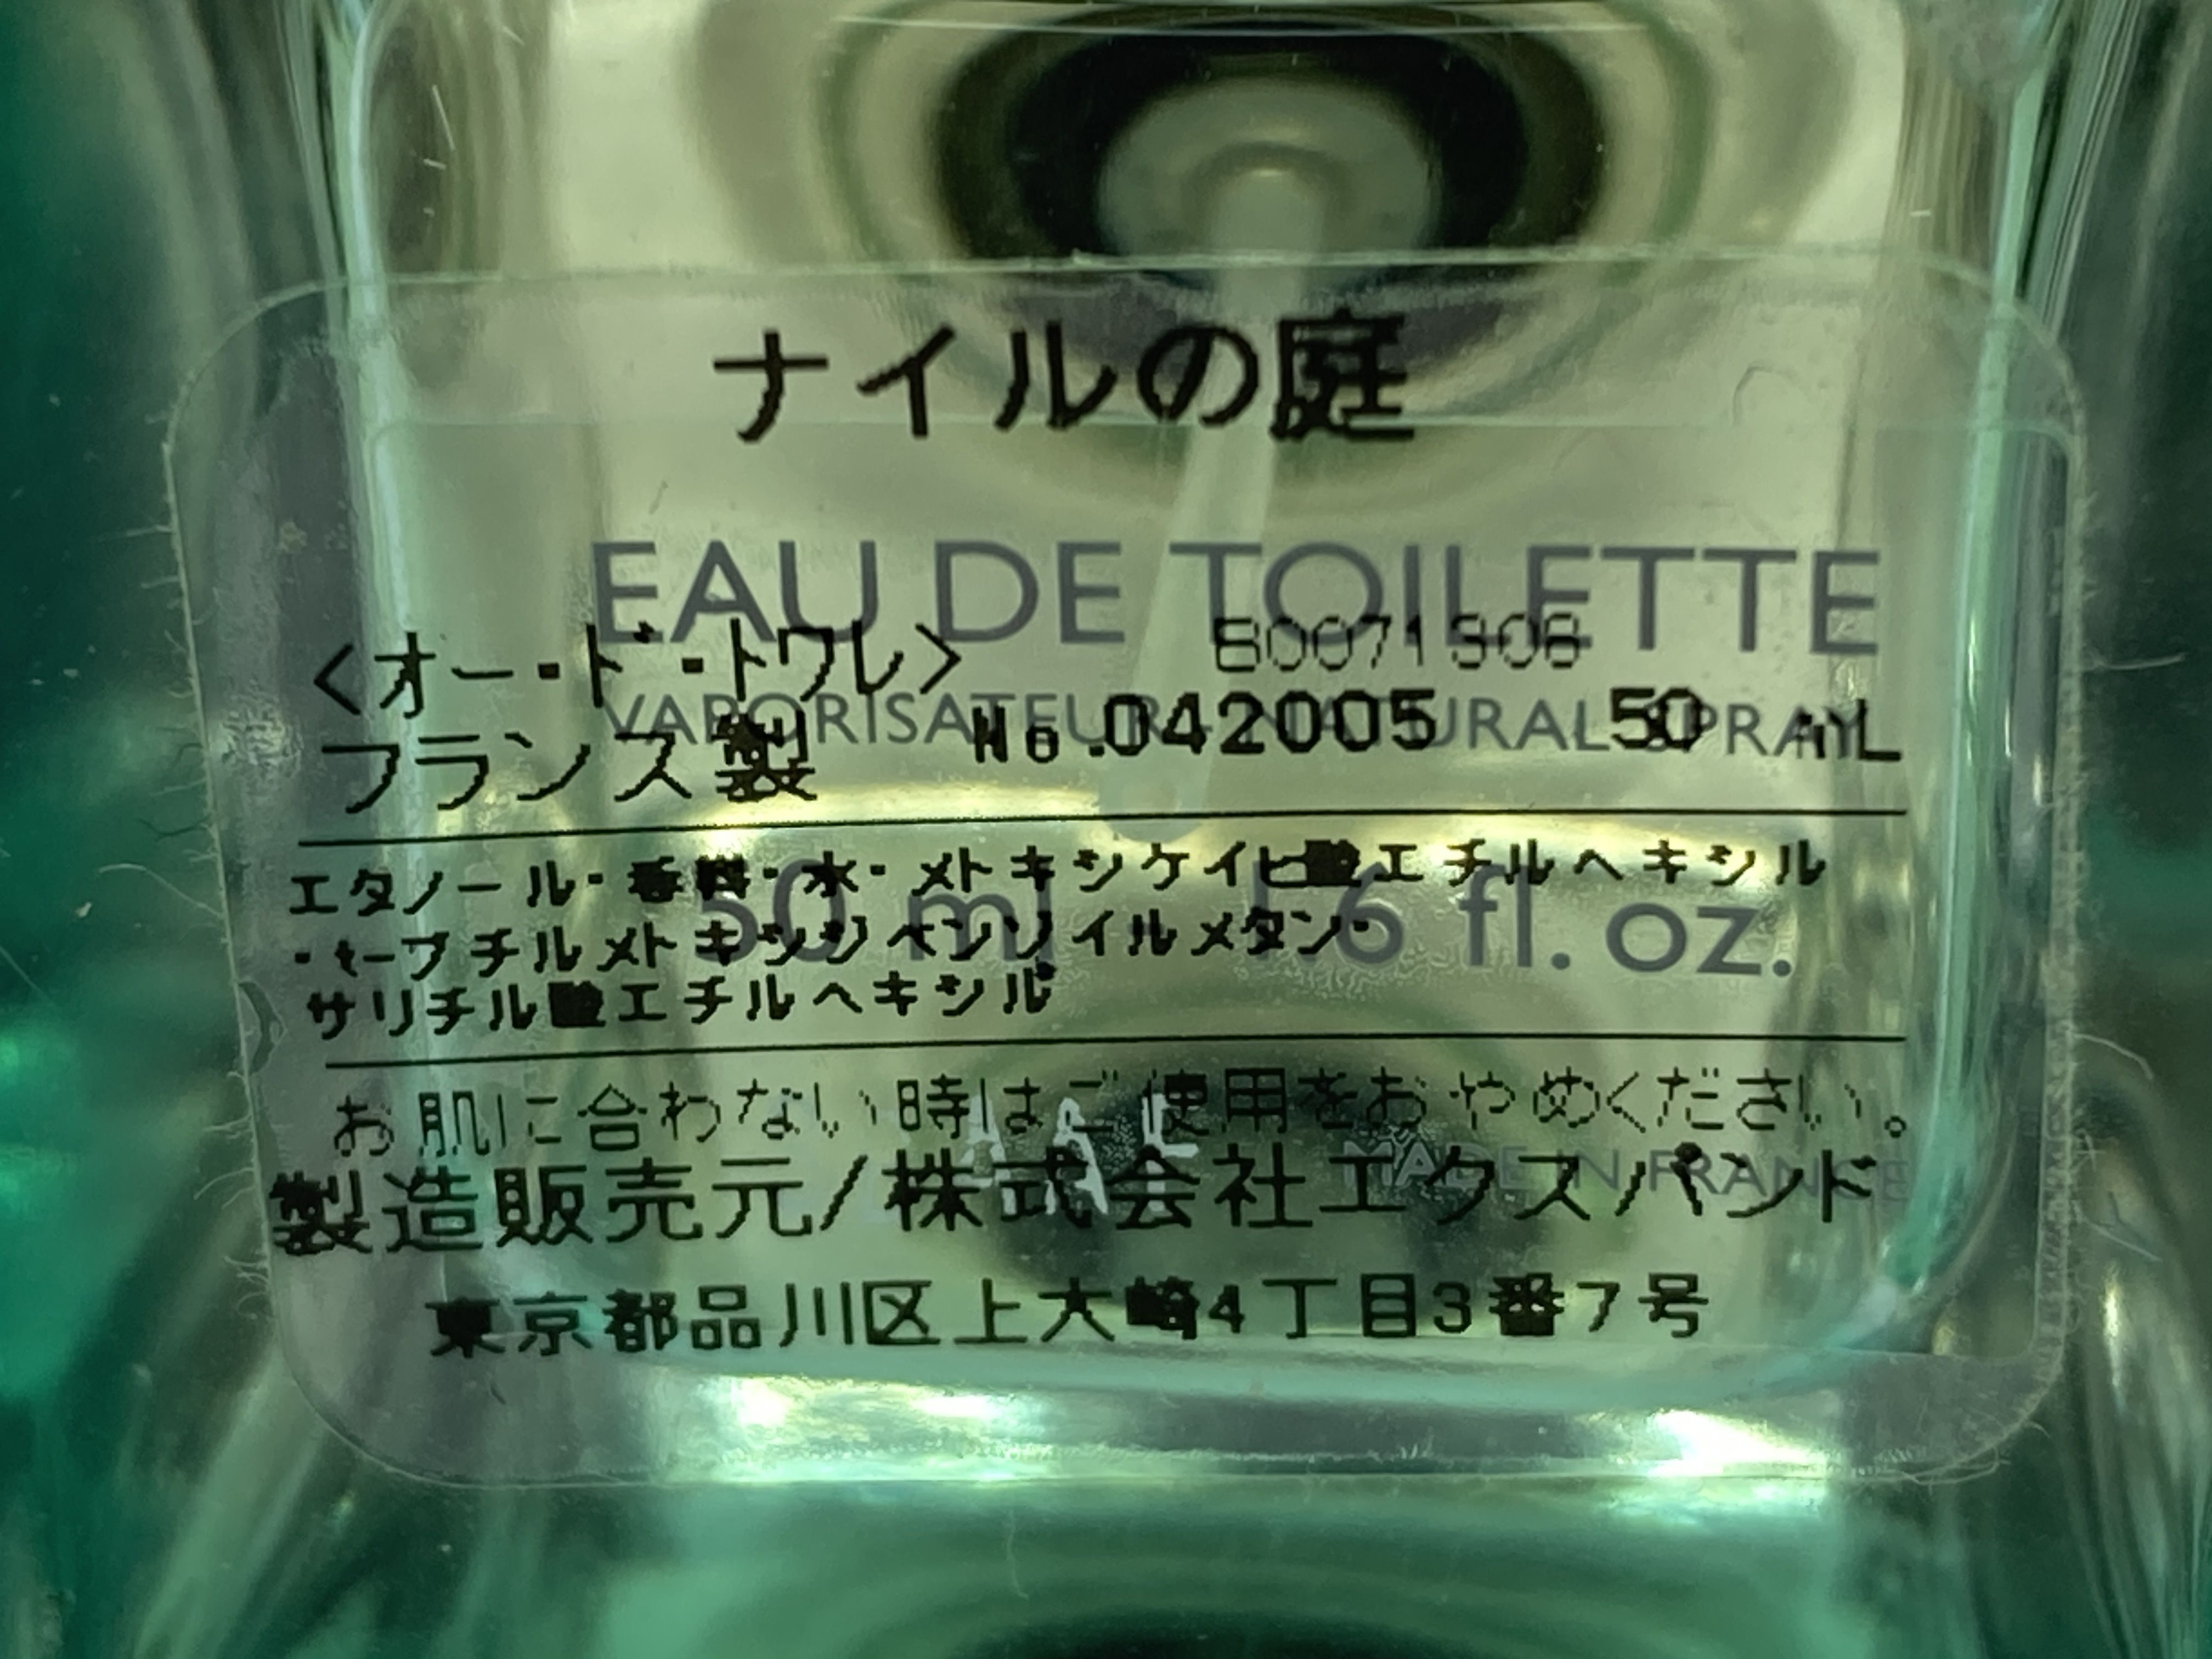 ナイルの庭
EAU DE TOILETTE
<オー・ド・トワレ>
VAPORISATEUR - NATURAL SPRAY
フランス製 No.042005 50 mL
エタノール・香料・水・メトキシケイヒ酸エチルヘキシル
50 ml 1.6 fl. oz.
・t-ブチルメトキシジベンゾイルメタン・
サリチル酸エチルヘキシル
お肌に合わない時はご使用をおやめください。
MADE IN FRANCE
製造販売元/株式会社エクスパンド
東京都品川区上大崎4丁目3番7号